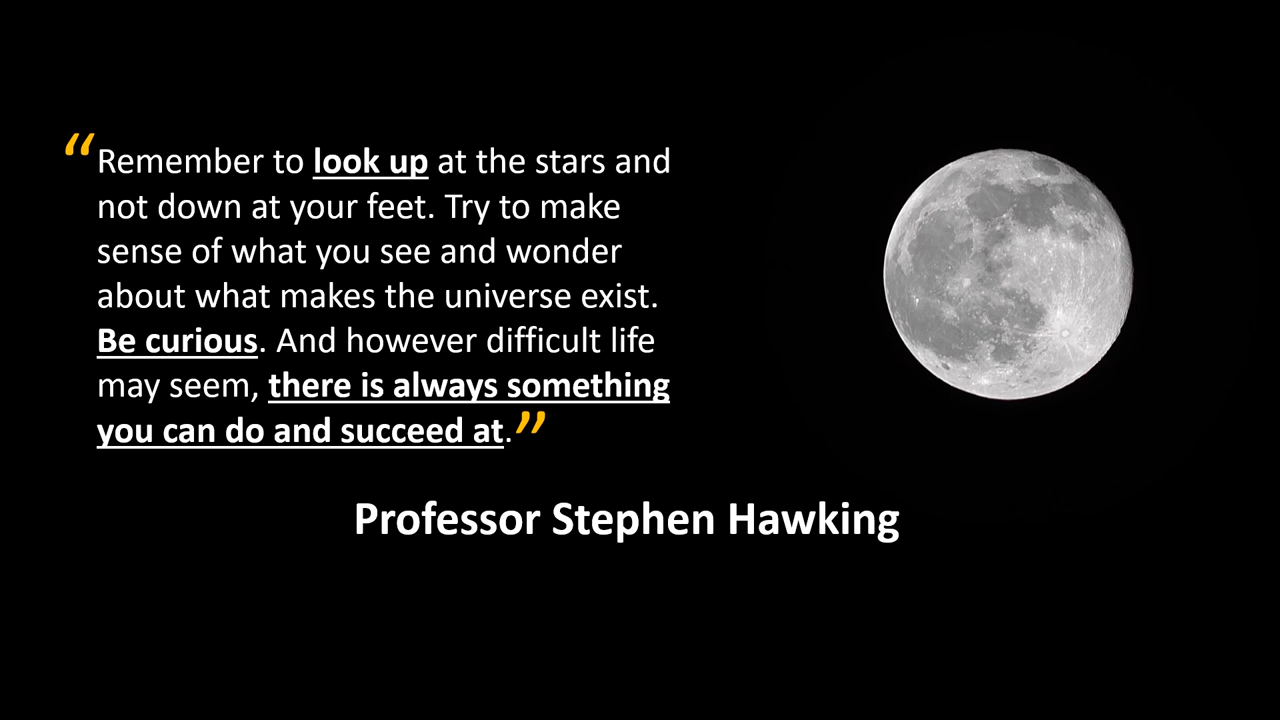 “Remember to look up at the stars and
not down at your feet. Try to make
sense of what you see and wonder
about what makes the universe exist.
Be curious. And however difficult life
may seem, there is always something
you can do and succeed at.”
Professor Stephen Hawking